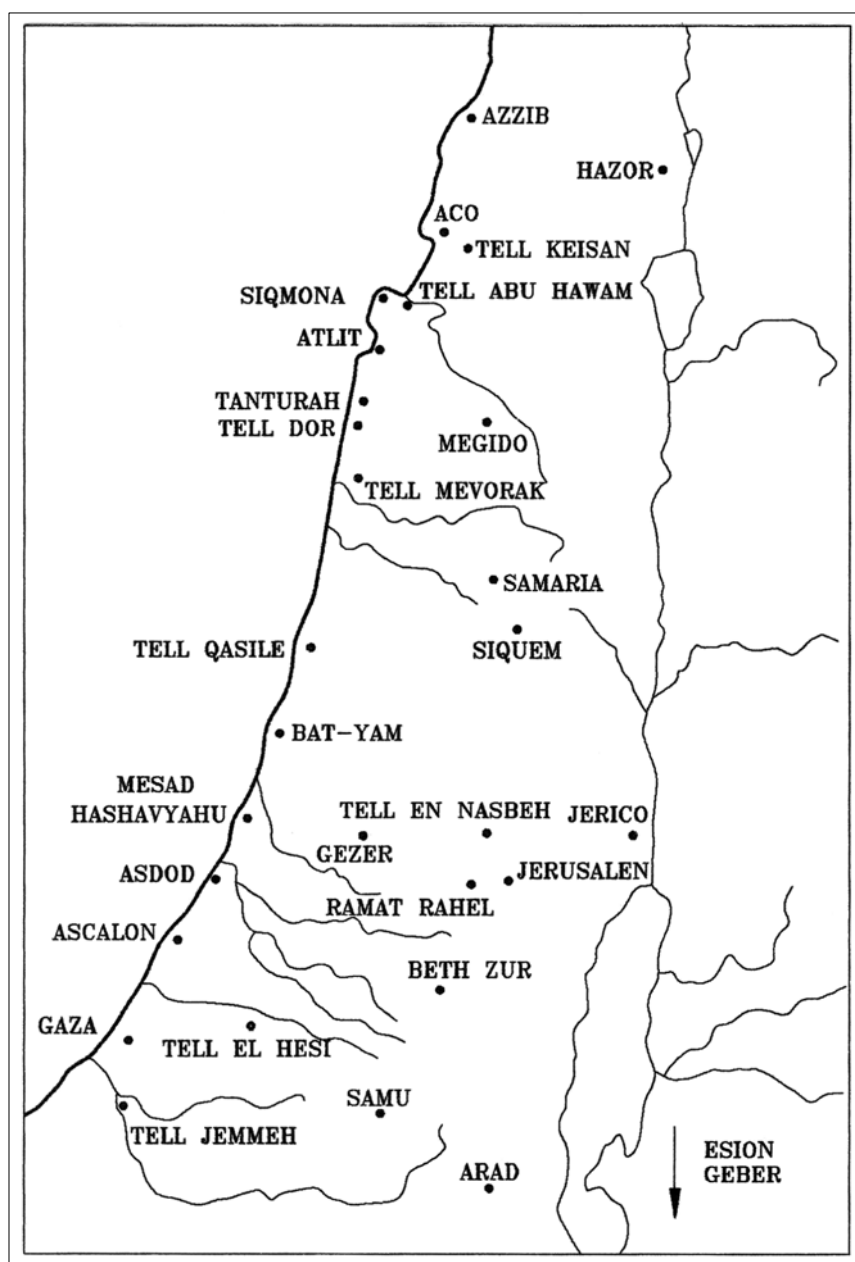 AZZIB
HAZOR
ACO
TELL KEISAN
SIQMONA
TELL ABU HAWAM
ATLIT
TANTURAH
TELL DOR
MEGIDO
TELL MEVORAK
SAMARIA
TELL QASILE
SIQUEM
BAT-YAM
MESAD
HASHAVYAHU
TELL EN NASBEH
JERICO
GEZER
ASDOD
JERUSALEN
RAMAT RAHEL
ASCALON
BETH ZUR
GAZA
TELL EL HESI
SAMU
TELL JEMMEH
ARAD
ESION
GEBER